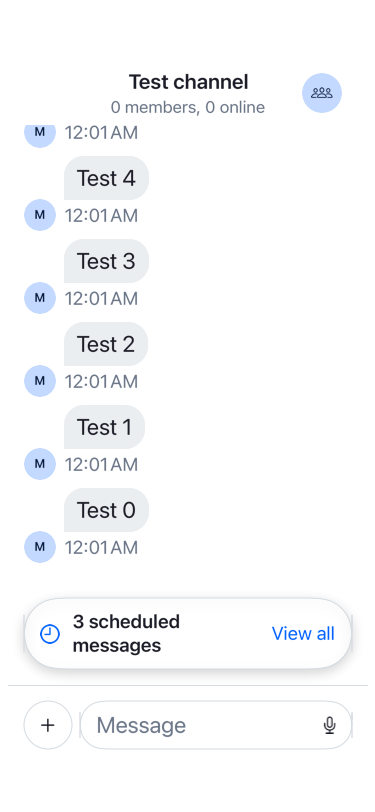 Test channel
0 members, 0 online
M 12:01 AM
Test 4
M 12:01 AM
Test 3
M 12:01 AM
Test 2
M 12:01 AM
Test 1
M 12:01 AM
Test 0
M 12:01 AM
3 scheduled
messages
View all
+ Message